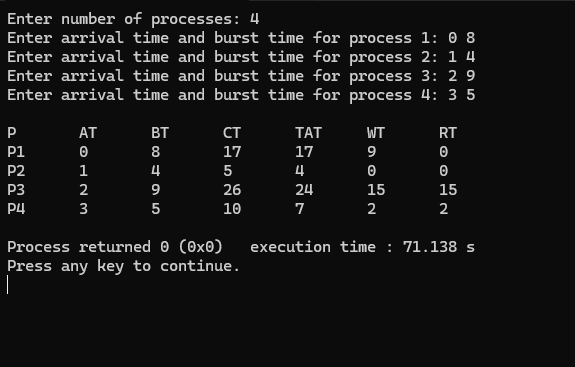 Enter number of processes: 4
Enter arrival time and burst time for process 1: 0 8
Enter arrival time and burst time for process 2: 1 4
Enter arrival time and burst time for process 3: 2 9
Enter arrival time and burst time for process 4: 3 5
P AT BT CT TAT WT RT
P1 0 8 17 17 9 0
P2 1 4 5 4 0 0
P3 2 9 26 24 15 15
P4 3 5 10 7 2 2
Process returned 0 (0x0) execution time : 71.138 s
Press any key to continue.